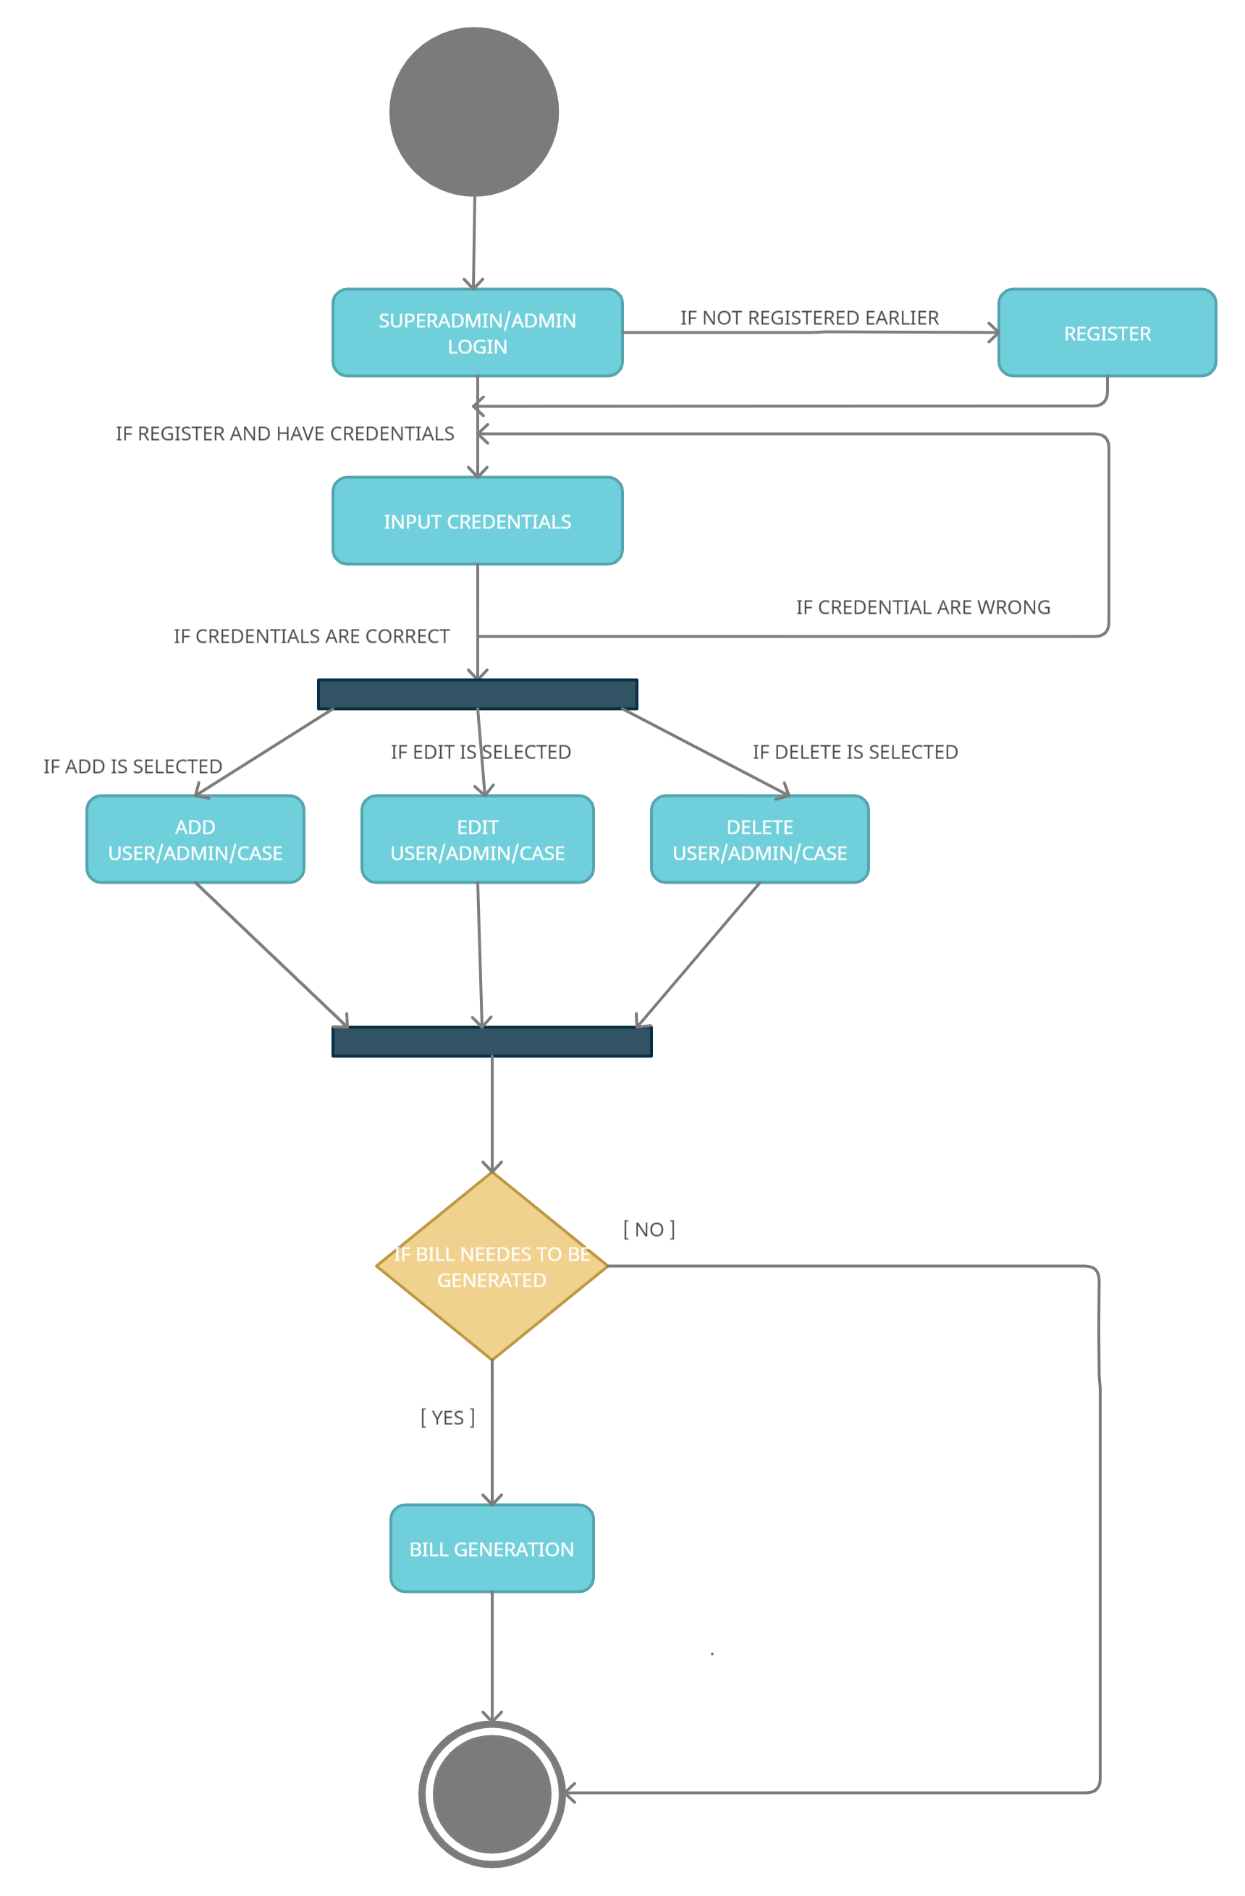 SUPERADMIN/ADMIN
LOGIN
IF NOT REGISTERED EARLIER
REGISTER
IF REGISTER AND HAVE CREDENTIALS
INPUT CREDENTIALS
IF CREDENTIAL ARE WRONG
IF CREDENTIALS ARE CORRECT
IF ADD IS SELECTED
IF EDIT IS SELECTED
IF DELETE IS SELECTED
ADD
USER/ADMIN/CASE
EDIT
USER/ADMIN/CASE
DELETE
USER/ADMIN/CASE
[ NO ]
IF BILL NEEDES TO BE
GENERATED
[ YES ]
BILL GENERATION